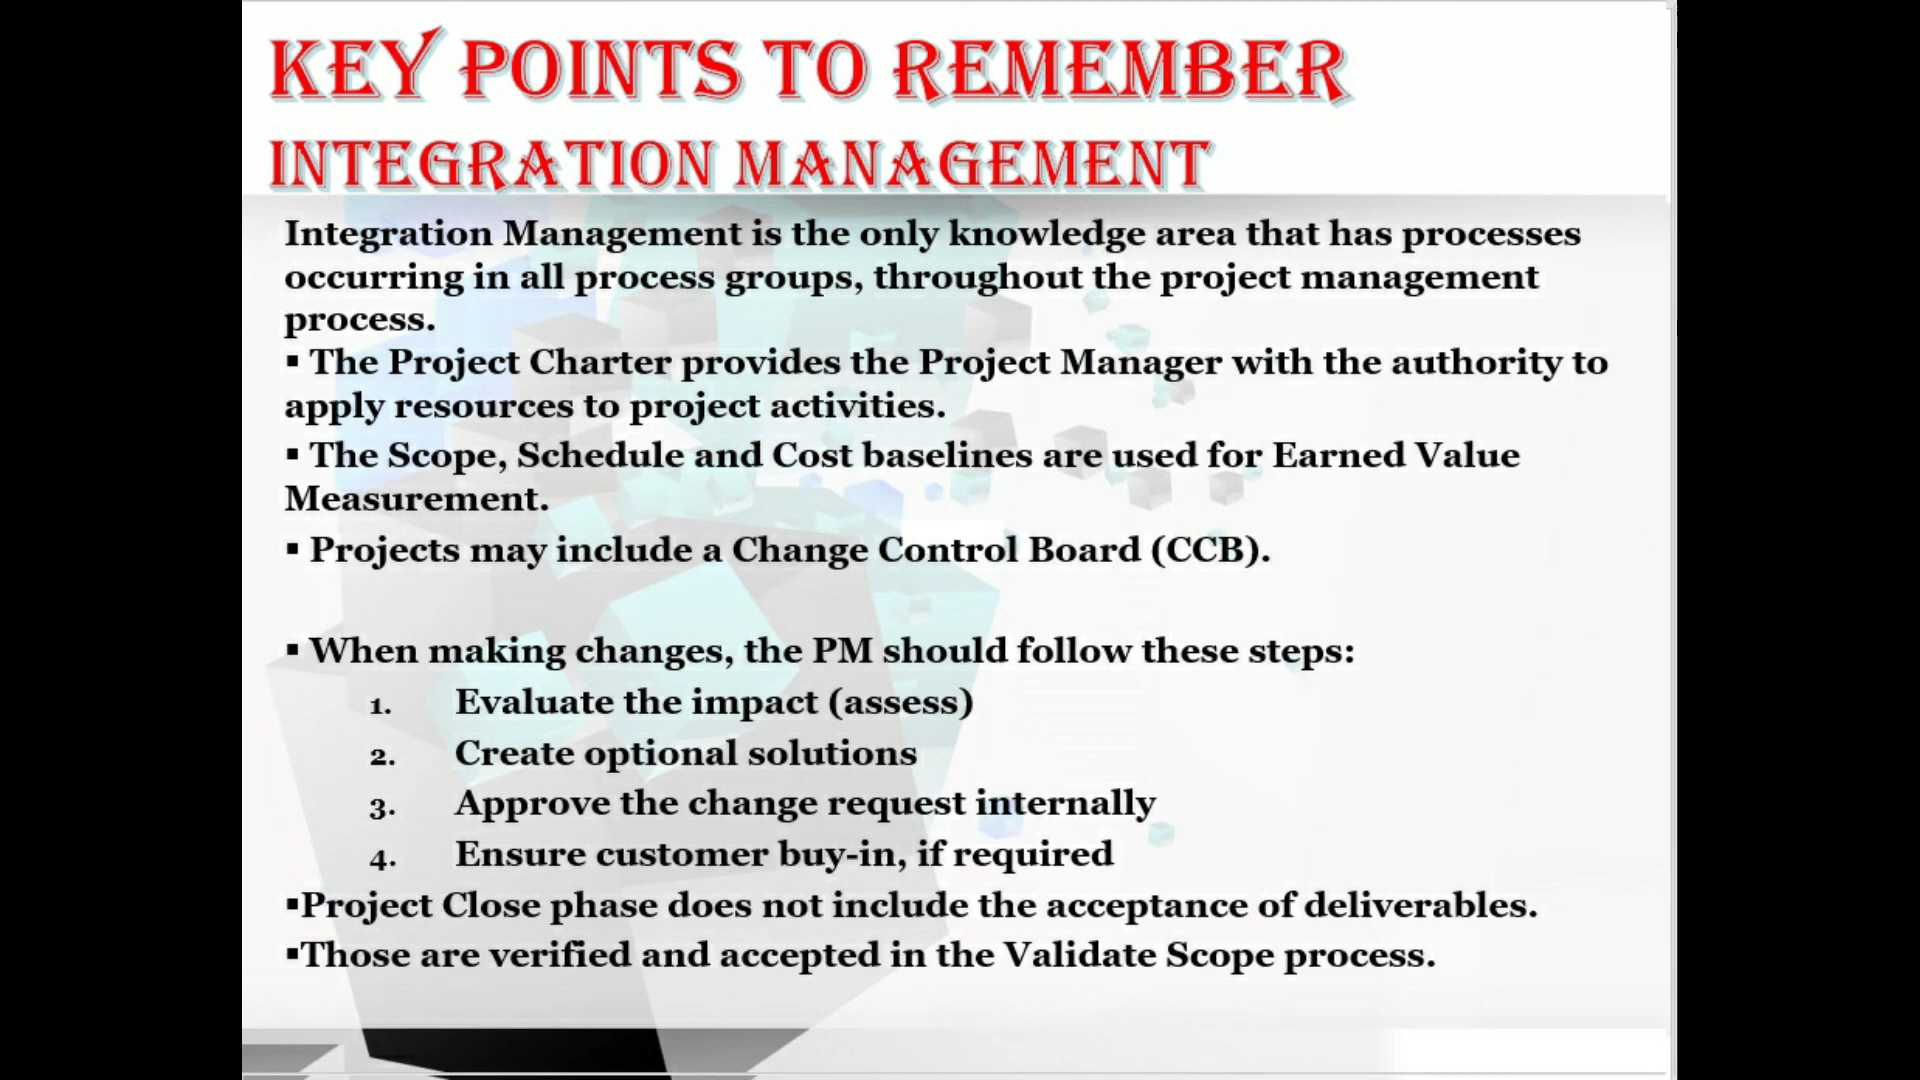 KEY POINTS TO REMEMBER
INTEGRATION MANAGEMENT
Integration Management is the only knowledge area that has processes
occurring in all process groups, throughout the project management
process.
▪ The Project Charter provides the Project Manager with the authority to
apply resources to project activities.
▪ The Scope, Schedule and Cost baselines are used for Earned Value
Measurement.
▪ Projects may include a Change Control Board (CCB).
▪ When making changes, the PM should follow these steps:
1. Evaluate the impact (assess)
2. Create optional solutions
3. Approve the change request internally
4. Ensure customer buy-in, if required
▪Project Close phase does not include the acceptance of deliverables.
▪Those are verified and accepted in the Validate Scope process.